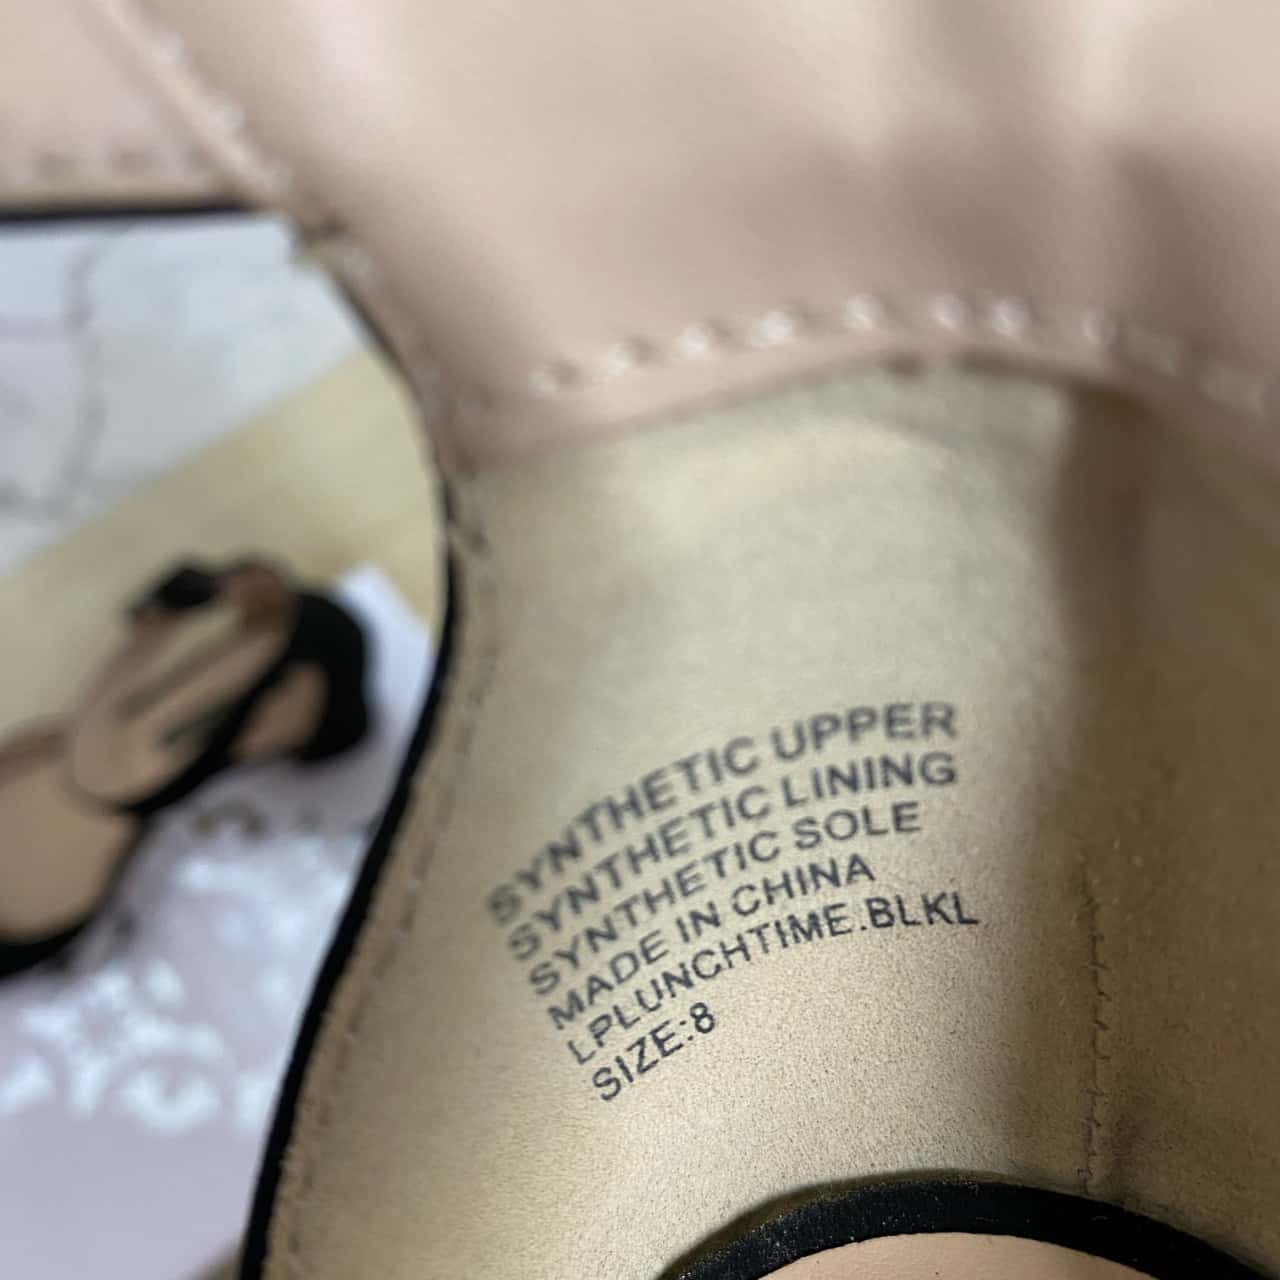 SYNTHETIC UPPER
SYNTHETIC LINING
SYNTHETIC SOLE
MADE IN CHINA
LPLUNCHTIME.BLKL
SIZE:8